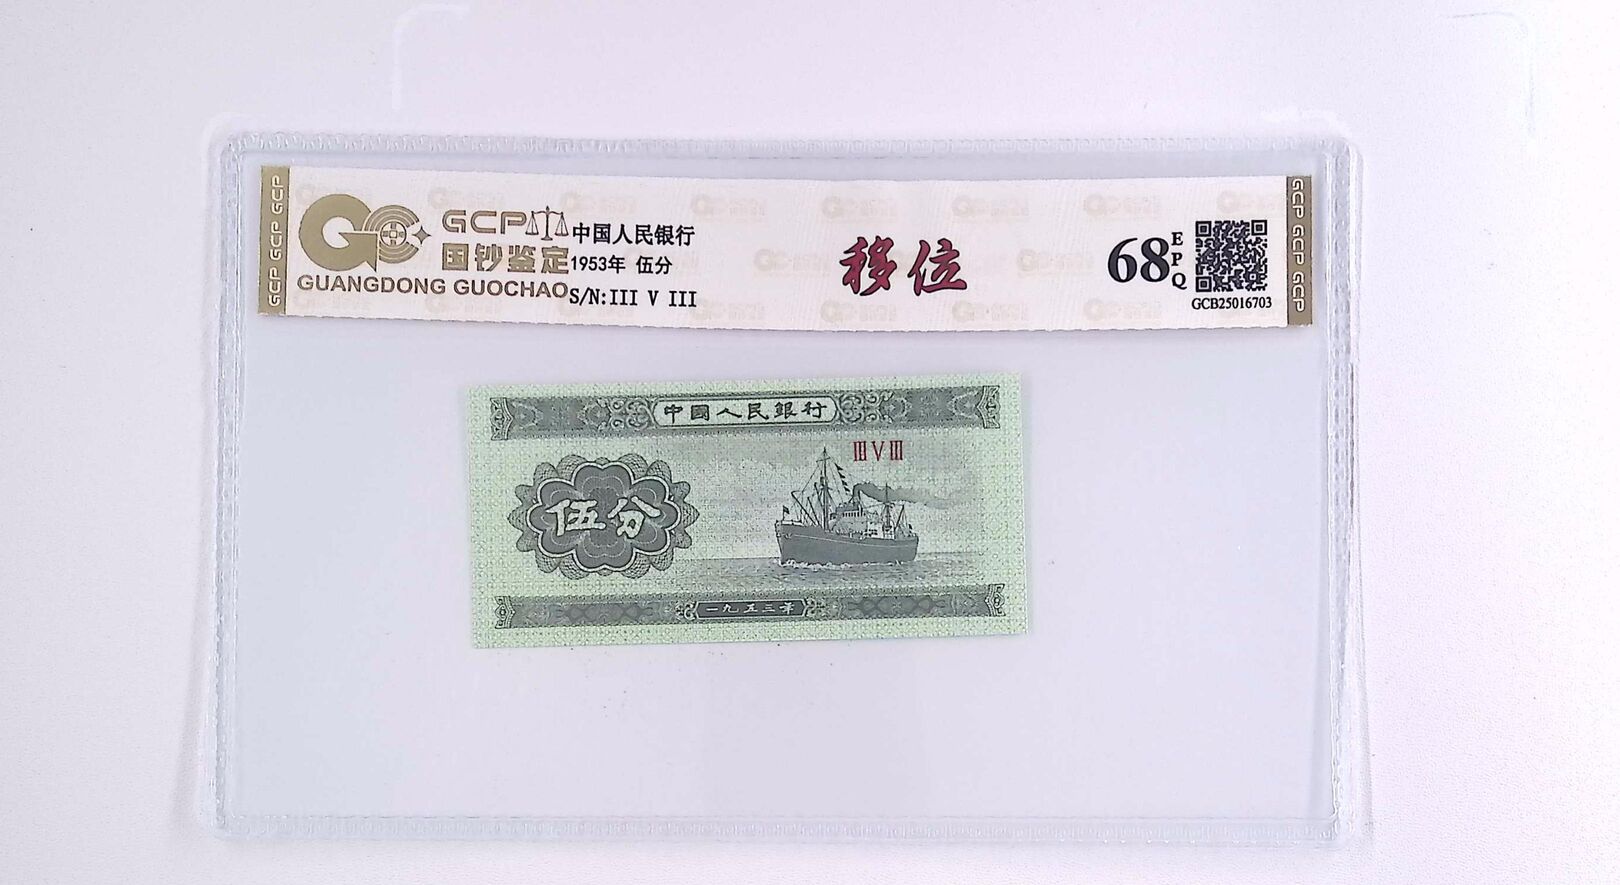 GCP GCP GCP
GCP
国钞鉴定
GUANGDONG GUOCHAO
中国人民银行
1953年 伍分
S/N:III V III
移位
68 EPQ
GCB25016703
GCP GCP GCP
中國人民銀行
III V III
伍分
一九五三年